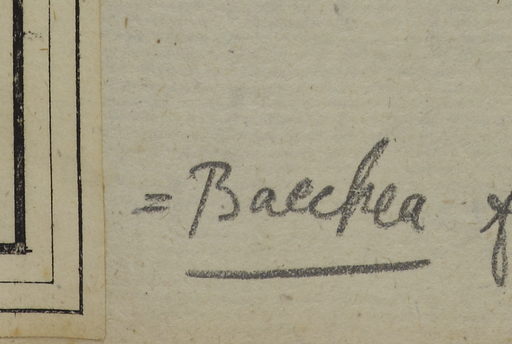 = Baeckea f